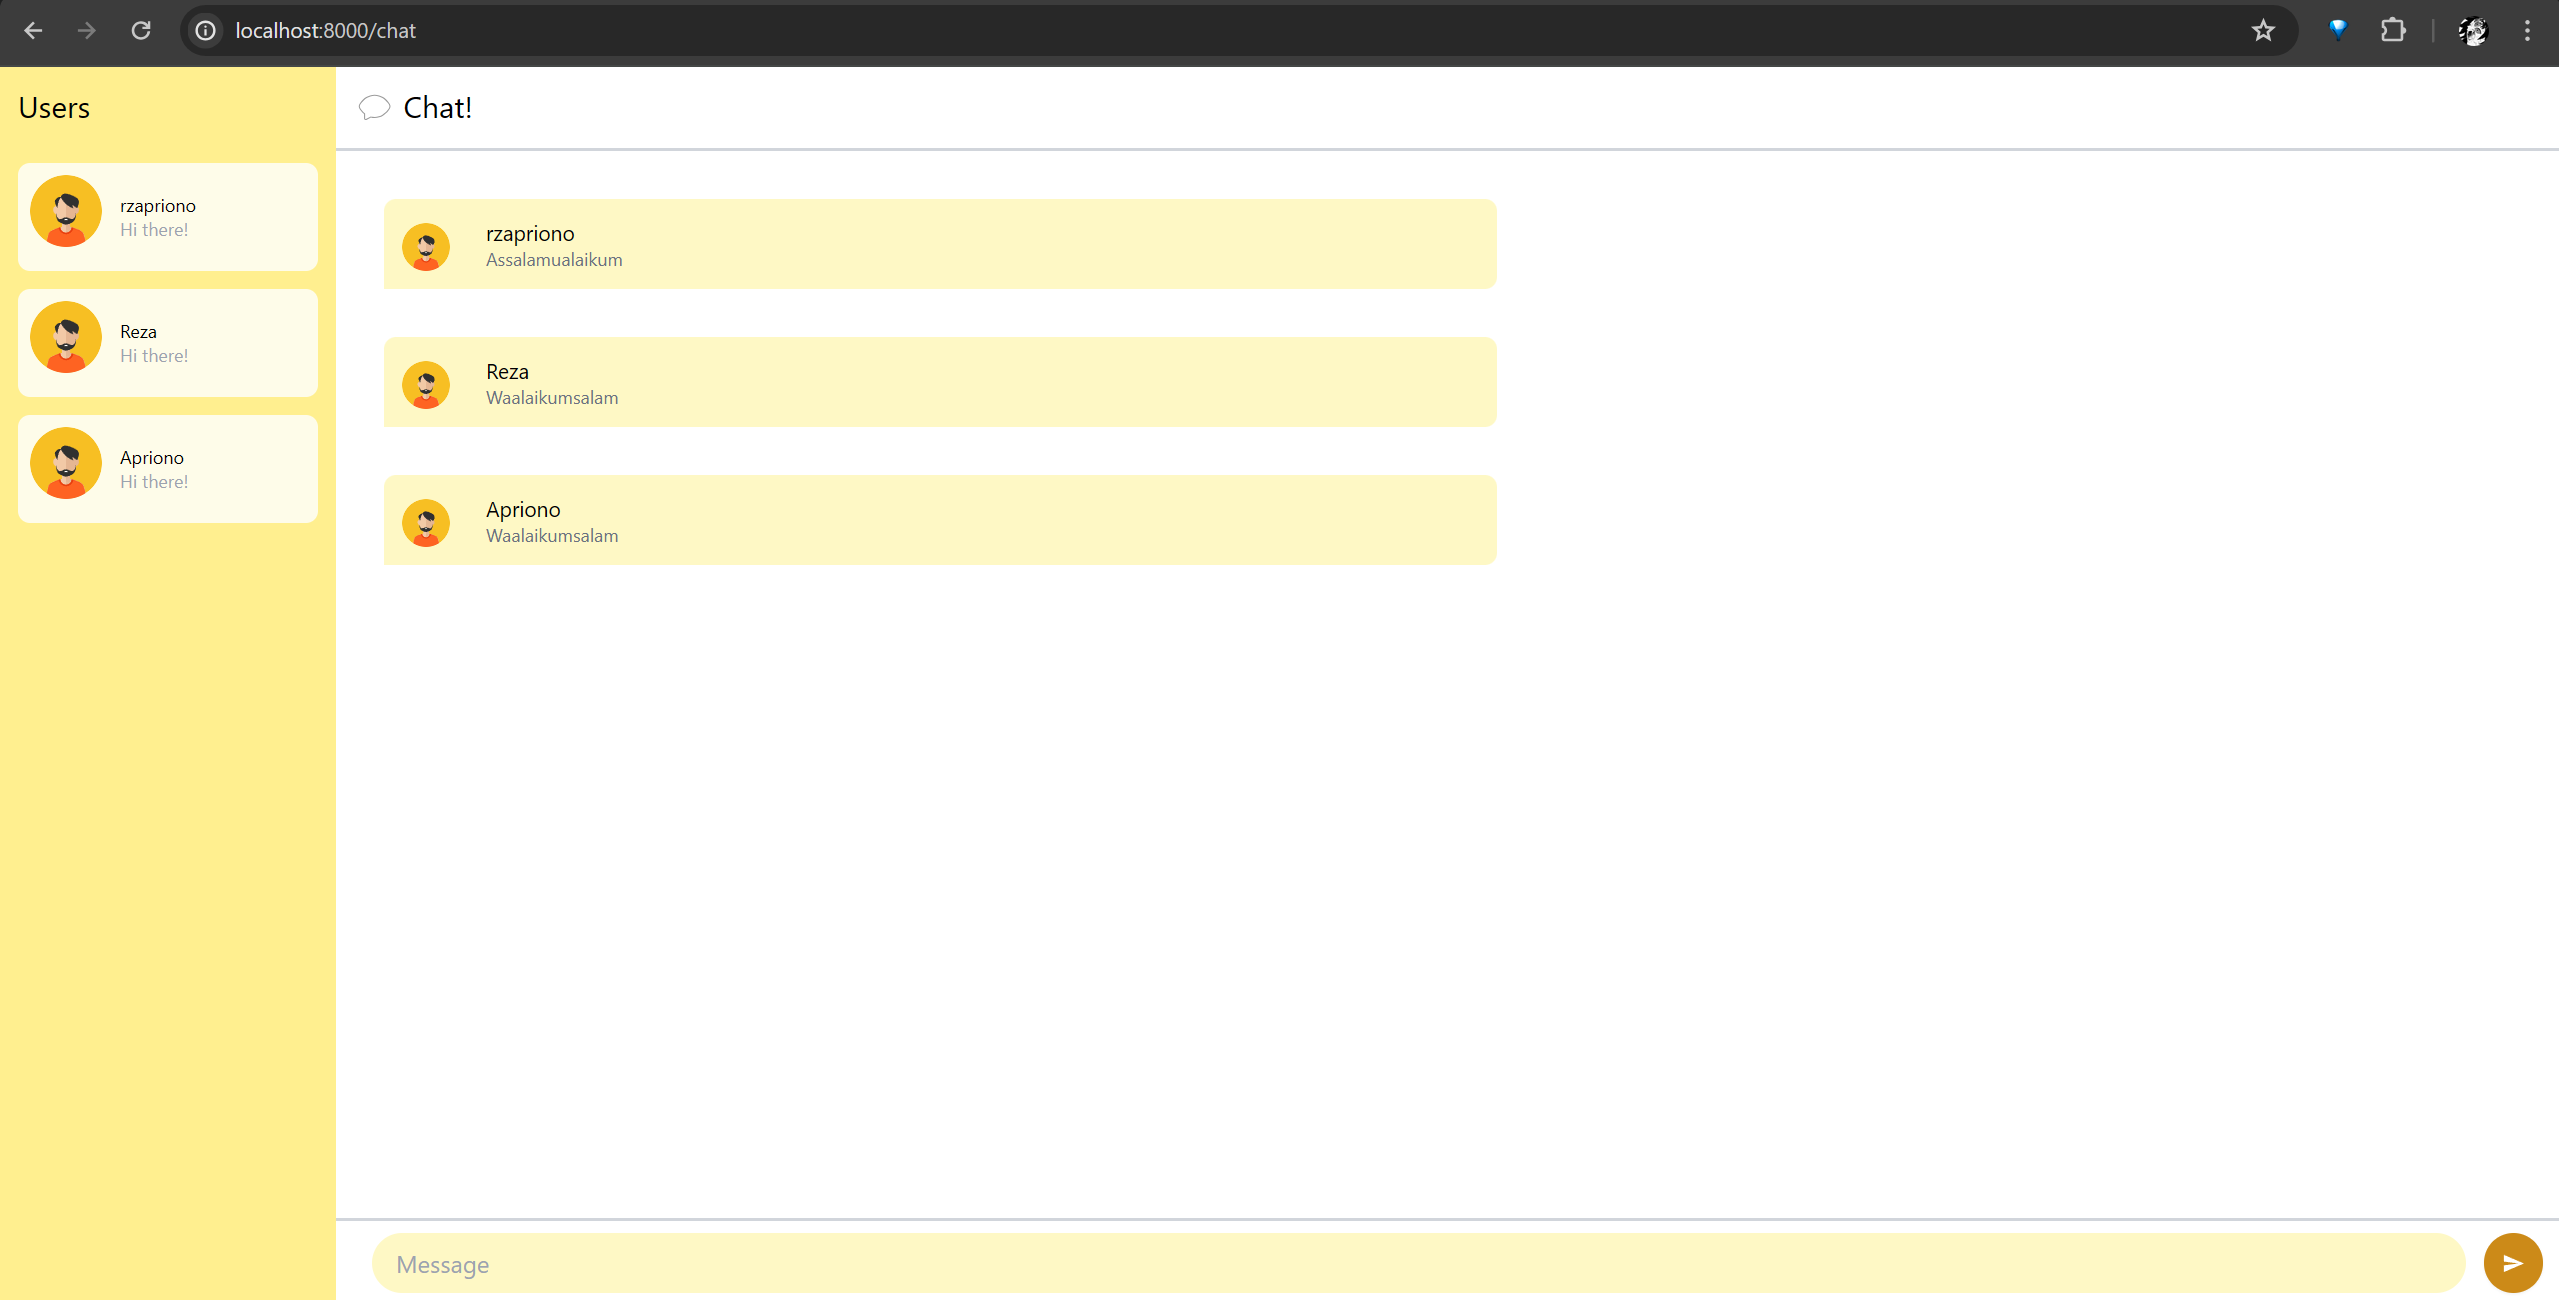 localhost:8000/chat
Users
rzapriono
Hi there!
Reza
Hi there!
Apriono
Hi there!
Chat!
rzapriono
Assalamualaikum
Reza
Waalaikumsalam
Apriono
Waalaikumsalam
Message